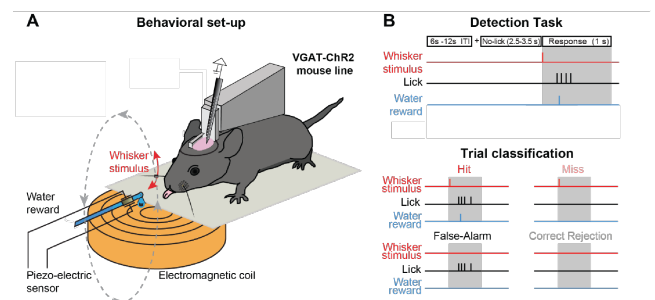 A
Behavioral set-up
VGAT-ChR2
mouse line
Whisker
stimulus
Water
reward
Piezo-electric
sensor
Electromagnetic coil
B
Detection Task
6s -12s ITI + No-lick (2.5-3.5 s) Response (1 s)
Whisker
stimulus
Lick
Water
reward
Trial classification
Hit Miss
Whisker
stimulus
Lick
Water
reward
False-Alarm Correct Rejection
Whisker
stimulus
Lick
Water
reward